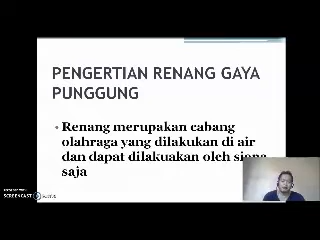 PENGERTIAN RENANG GAYA
PUNGGUNG
• Renang merupakan cabang
olahraga yang dilakukan di air
dan dapat dilakuakan oleh siapa
saja
SCREENCAST